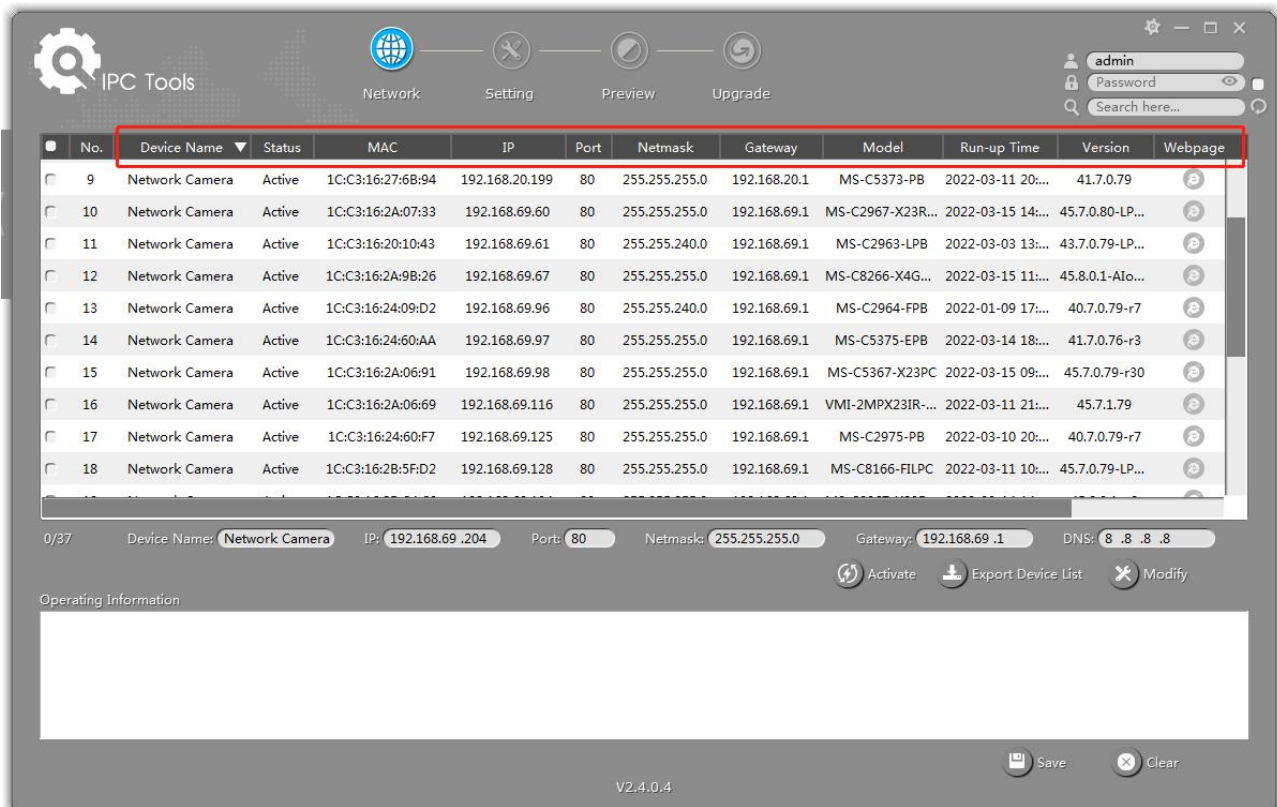 IPC Tools
Network Setting Preview Upgrade
admin
Password
Search here...
No. Device Name Status MAC IP Port Netmask Gateway Model Run-up Time Version Webpage
9 Network Camera Active 1C:C3:16:27:6B:94 192.168.20.199 80 255.255.255.0 192.168.20.1 MS-C5373-PB 2022-03-11 20:... 41.7.0.79
10 Network Camera Active 1C:C3:16:2A:07:33 192.168.69.60 80 255.255.255.0 192.168.69.1 MS-C2967-X23R... 2022-03-15 14:... 45.7.0.80-LP...
11 Network Camera Active 1C:C3:16:20:10:43 192.168.69.61 80 255.255.240.0 192.168.69.1 MS-C2963-LPB 2022-03-03 13:... 43.7.0.79-LP...
12 Network Camera Active 1C:C3:16:2A:9B:26 192.168.69.67 80 255.255.255.0 192.168.69.1 MS-C8266-X4G... 2022-03-15 11:... 45.8.0.1-AIo...
13 Network Camera Active 1C:C3:16:24:09:D2 192.168.69.96 80 255.255.240.0 192.168.69.1 MS-C2964-FPB 2022-01-09 17:... 40.7.0.79-r7
14 Network Camera Active 1C:C3:16:24:60:AA 192.168.69.97 80 255.255.255.0 192.168.69.1 MS-C5375-EPB 2022-03-14 18:... 41.7.0.76-r3
15 Network Camera Active 1C:C3:16:2A:06:91 192.168.69.98 80 255.255.255.0 192.168.69.1 MS-C5367-X23PC 2022-03-15 09:... 45.7.0.79-r30
16 Network Camera Active 1C:C3:16:2A:06:69 192.168.69.116 80 255.255.255.0 192.168.69.1 VMI-2MPX23IR-... 2022-03-11 21:... 45.7.1.79
17 Network Camera Active 1C:C3:16:24:60:F7 192.168.69.125 80 255.255.255.0 192.168.69.1 MS-C2975-PB 2022-03-10 20:... 40.7.0.79-r7
18 Network Camera Active 1C:C3:16:2B:5F:D2 192.168.69.128 80 255.255.255.0 192.168.69.1 MS-C8166-FILPC 2022-03-11 10:... 45.7.0.79-LP...
0/37 Device Name: Network Camera IP: 192.168.69 .204 Port: 80 Netmask: 255.255.255.0 Gateway: 192.168.69 .1 DNS: 8 .8 .8 .8
Activate Export Device List Modify
Operating Information
Save Clear
V2.4.0.4